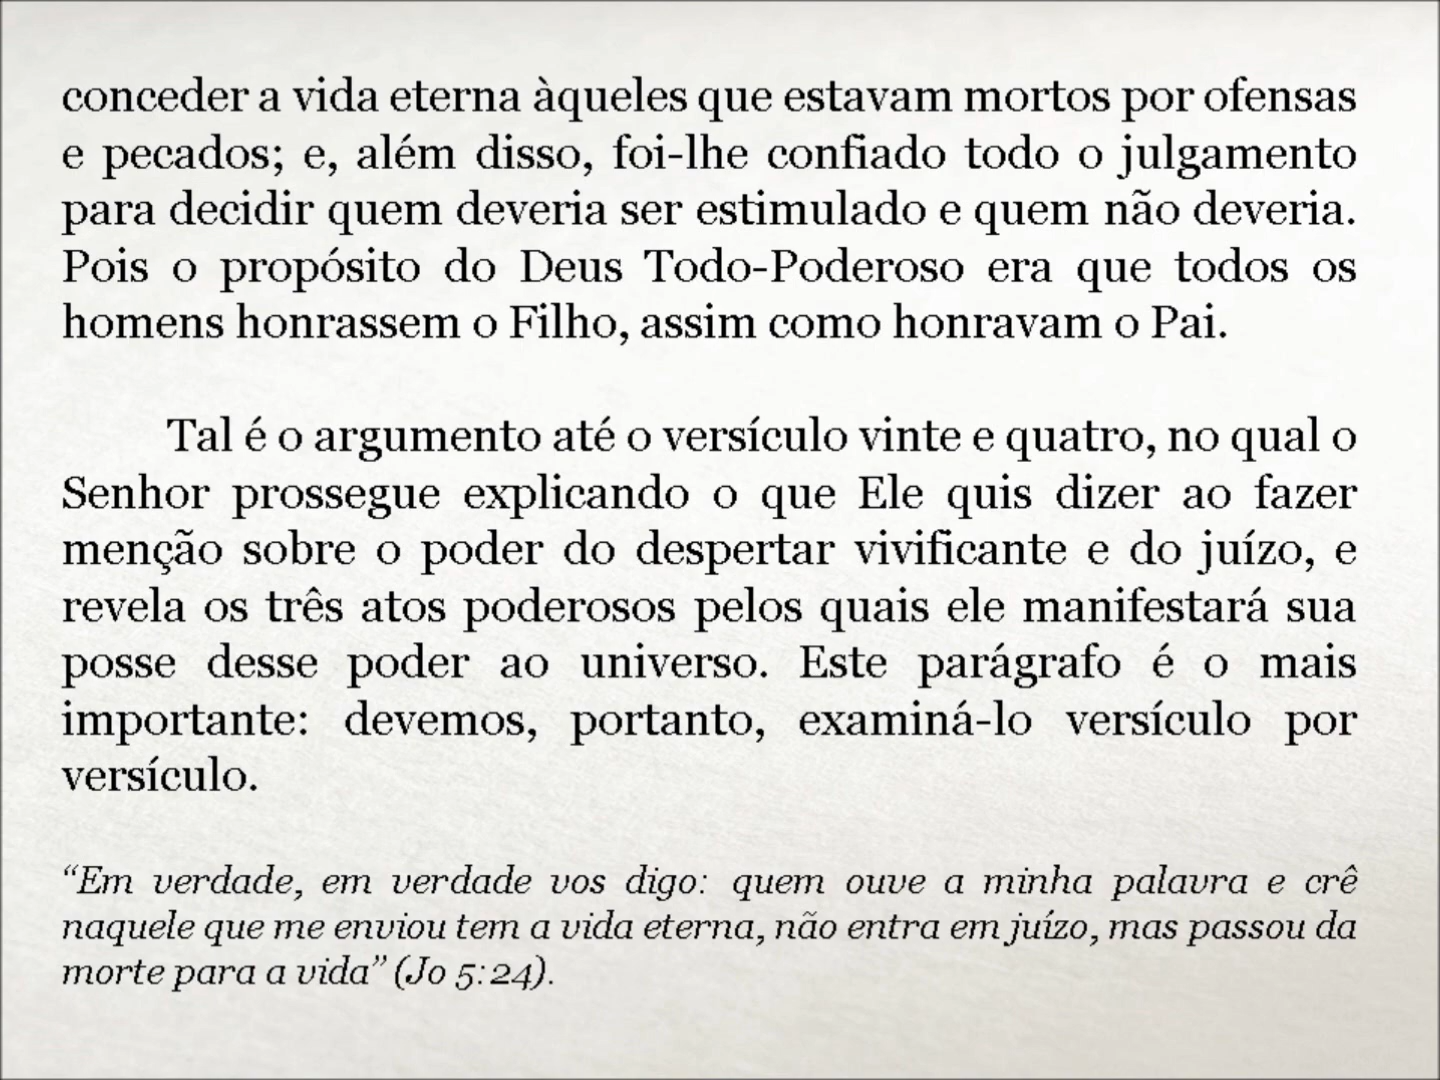 conceder a vida eterna àqueles que estavam mortos por ofensas
e pecados; e, além disso, foi-lhe confiado todo o julgamento
para decidir quem deveria ser estimulado e quem não deveria.
Pois o propósito do Deus Todo-Poderoso era que todos os
homens honrassem o Filho, assim como honravam o Pai.
Tal é o argumento até o versículo vinte e quatro, no qual o
Senhor prossegue explicando o que Ele quis dizer ao fazer
menção sobre o poder do despertar vivificante e do juízo, e
revela os três atos poderosos pelos quais ele manifestará sua
posse desse poder ao universo. Este parágrafo é o mais
importante: devemos, portanto, examiná-lo versículo por
versículo.
“Em verdade, em verdade vos digo: quem ouve a minha palavra e crê
naquele que me enviou tem a vida eterna, não entra em juízo, mas passou da
morte para a vida” (Jo 5:24).